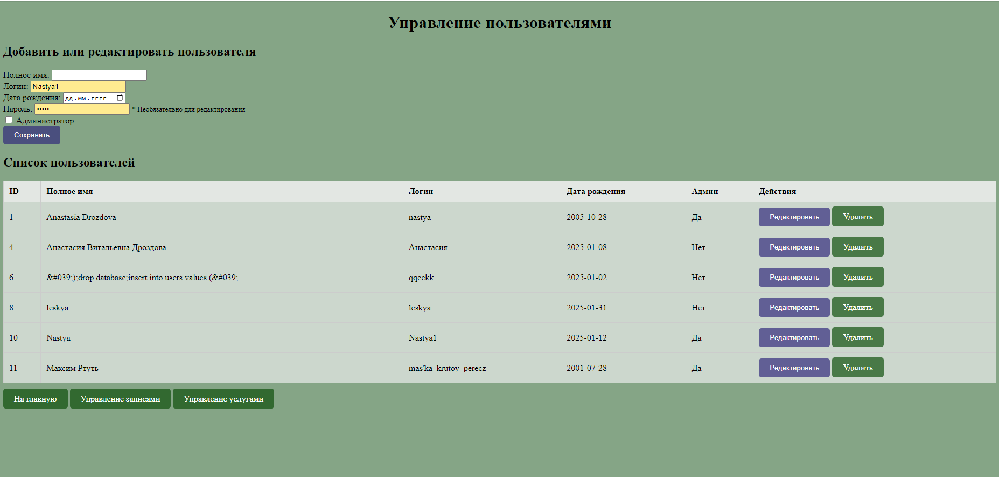 Управление пользователями
Добавить или редактировать пользователя
Полное имя:
Логин: Nastya1
Дата рождения: дд.мм.гггг
Пароль: ••••• * Необязательно для редактирования
Администратор
Сохранить
Список пользователей
ID Полное имя Логин Дата рождения Админ Действия
1 Anastasia Drozdova nastya 2005-10-28 Да Редактировать Удалить
4 Анастасия Витальевна Дроздова Анастасия 2025-01-08 Нет Редактировать Удалить
6 &#039;);drop database;insert into users values (&#039; qqeekk 2025-01-02 Нет Редактировать Удалить
8 leskya leskya 2025-01-31 Нет Редактировать Удалить
10 Nastya Nastya1 2025-01-12 Да Редактировать Удалить
11 Максим Ртуть mas'ka_krutoy_perecz 2001-07-28 Да Редактировать Удалить
На главную Управление записями Управление услугами